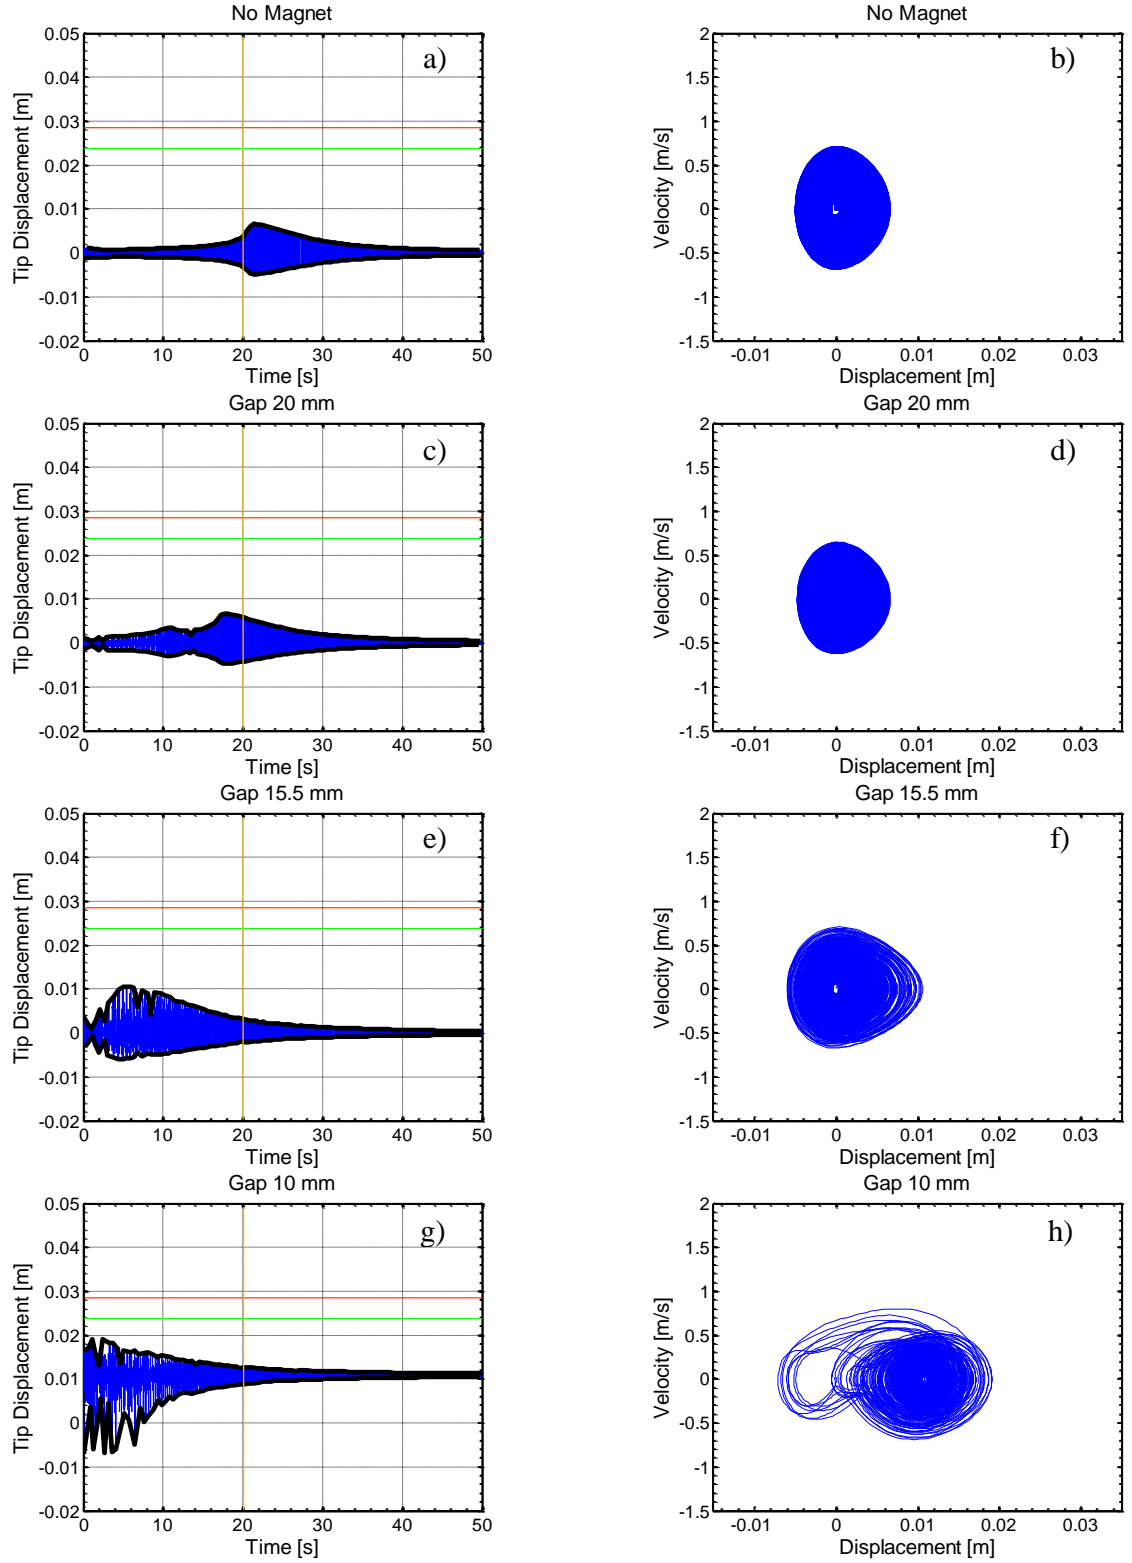 No Magnet
0.05
0.04
0.03
0.02
0.01
0
-0.01
-0.02
Tip Displacement [m]
a)
0 10 20 30 40 50
Time [s]
No Magnet
2
1.5
1
0.5
0
-0.5
-1
-1.5
Velocity [m/s]
b)
-0.01 0 0.01 0.02 0.03
Displacement [m]
Gap 20 mm
0.05
0.04
0.03
0.02
0.01
0
-0.01
-0.02
Tip Displacement [m]
c)
0 10 20 30 40 50
Time [s]
Gap 20 mm
2
1.5
1
0.5
0
-0.5
-1
-1.5
Velocity [m/s]
d)
-0.01 0 0.01 0.02 0.03
Displacement [m]
Gap 15.5 mm
0.05
0.04
0.03
0.02
0.01
0
-0.01
-0.02
Tip Displacement [m]
e)
0 10 20 30 40 50
Time [s]
Gap 15.5 mm
2
1.5
1
0.5
0
-0.5
-1
-1.5
Velocity [m/s]
f)
-0.01 0 0.01 0.02 0.03
Displacement [m]
Gap 10 mm
0.05
0.04
0.03
0.02
0.01
0
-0.01
-0.02
Tip Displacement [m]
g)
0 10 20 30 40 50
Time [s]
Gap 10 mm
2
1.5
1
0.5
0
-0.5
-1
-1.5
Velocity [m/s]
h)
-0.01 0 0.01 0.02 0.03
Displacement [m]